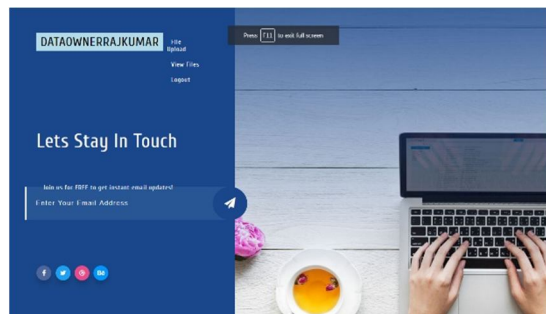 DATAOWNERRAJKUMAR
File
Upload
View Files
Logout
Press F11 to exit full screen
Lets Stay In Touch
Join us for FREE to get instant email updates!
Enter Your Email Address
f
Bē